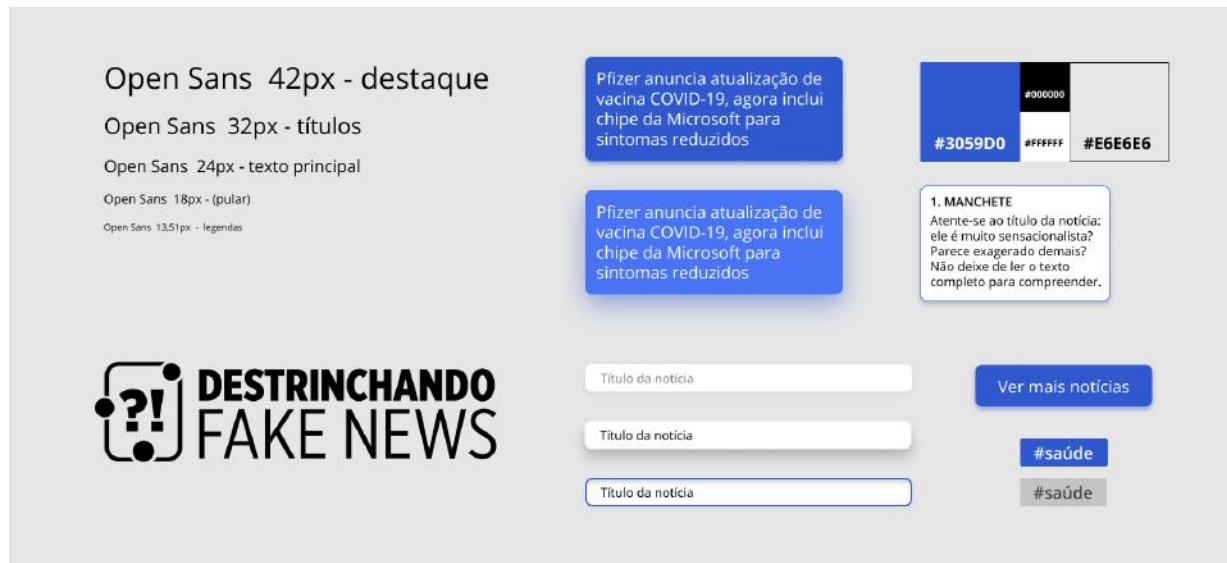 Open Sans 42px - destaque
Open Sans 32px - títulos
Open Sans 24px - texto principal
Open Sans 18px - (pular)
Open Sans 13,51px - legendas
Pfizer anuncia atualização de
vacina COVID-19, agora inclui
chipe da Microsoft para
sintomas reduzidos
Pfizer anuncia atualização de
vacina COVID-19, agora inclui
chipe da Microsoft para
sintomas reduzidos
#000000
#3059D0
#FFFFFF
#E6E6E6
1. MANCHETE
Atente-se ao título da notícia:
ele é muito sensacionalista?
Parece exagerado demais?
Não deixe de ler o texto
completo para compreender.
?!
DESTRINCHANDO
FAKE NEWS
Título da notícia
Título da notícia
Título da notícia
Ver mais notícias
#saúde
#saúde